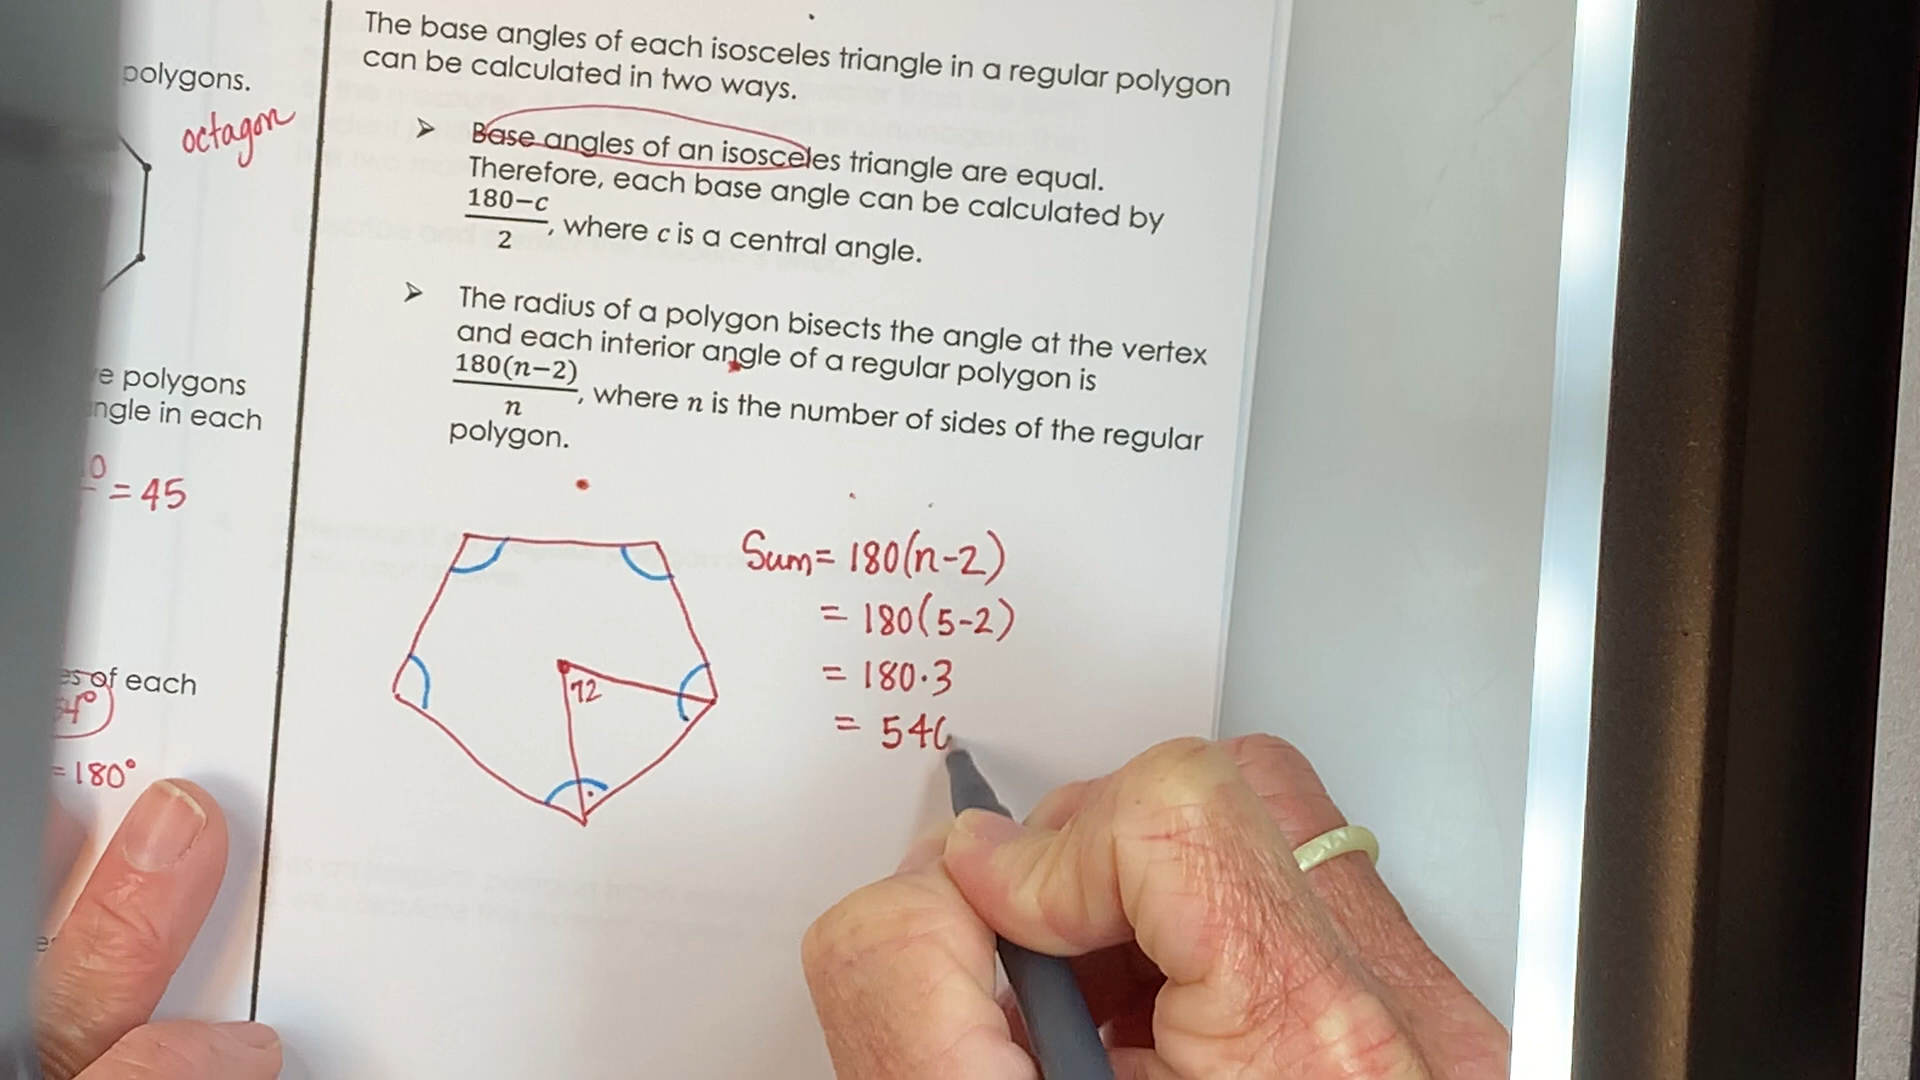 polygons.
octagon
e polygons
ngle in each
0
= 45
es of each
54°
= 180°
The base angles of each isosceles triangle in a regular polygon
can be calculated in two ways.
➤ Base angles of an isosceles triangle are equal.
Therefore, each base angle can be calculated by
180−c
2
, where c is a central angle.
➤ The radius of a polygon bisects the angle at the vertex
and each interior angle of a regular polygon is
180(n−2)
n
, where n is the number of sides of the regular
polygon.
72
Sum = 180(n-2)
= 180(5-2)
= 180·3
= 540